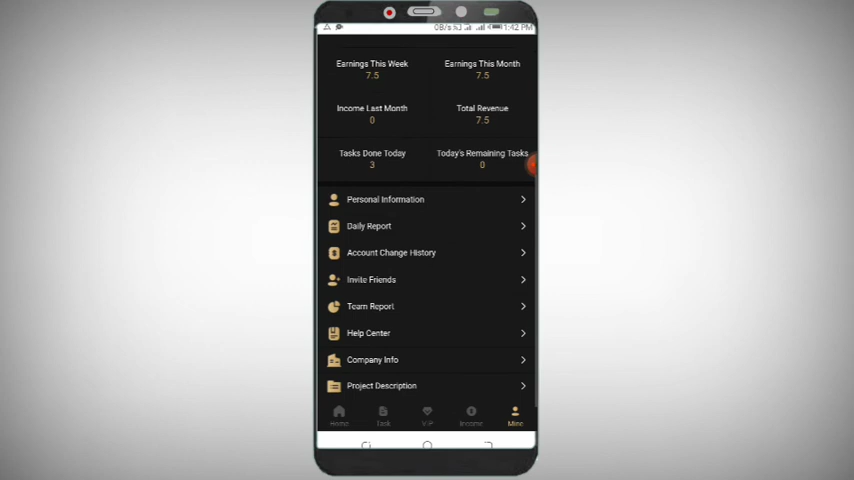 0B/s 1:42 PM
Earnings This Week Earnings This Month
7.5 7.5
Income Last Month Total Revenue
0 7.5
Tasks Done Today Today's Remaining Tasks
3 0
Personal Information
Daily Report
Account Change History
Invite Friends
Team Report
Help Center
Company Info
Project Description
Home Task VIP Income Mine